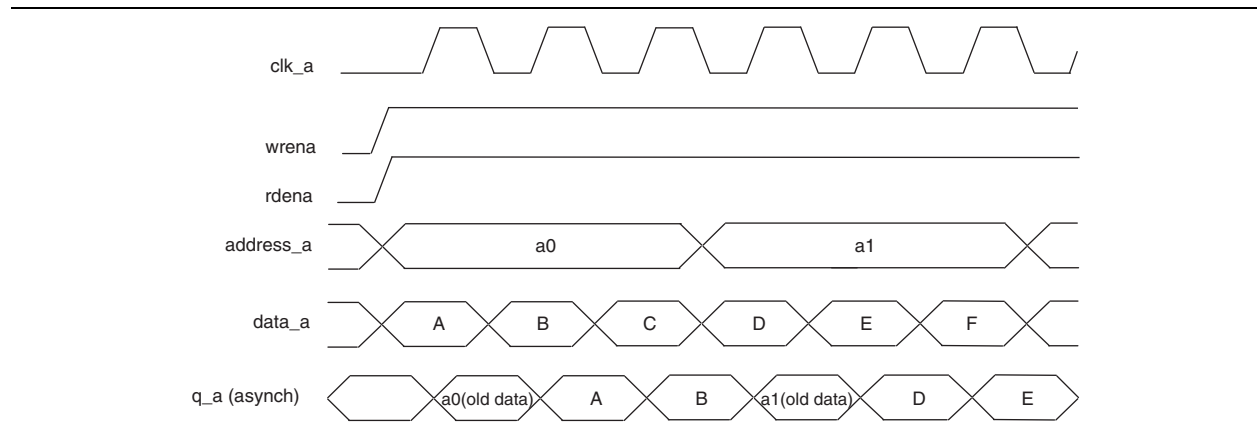 clk_a
wrena
rdena
address_a a0 a1
data_a A B C D E F
q_a (asynch) a0(old data) A B a1(old data) D E